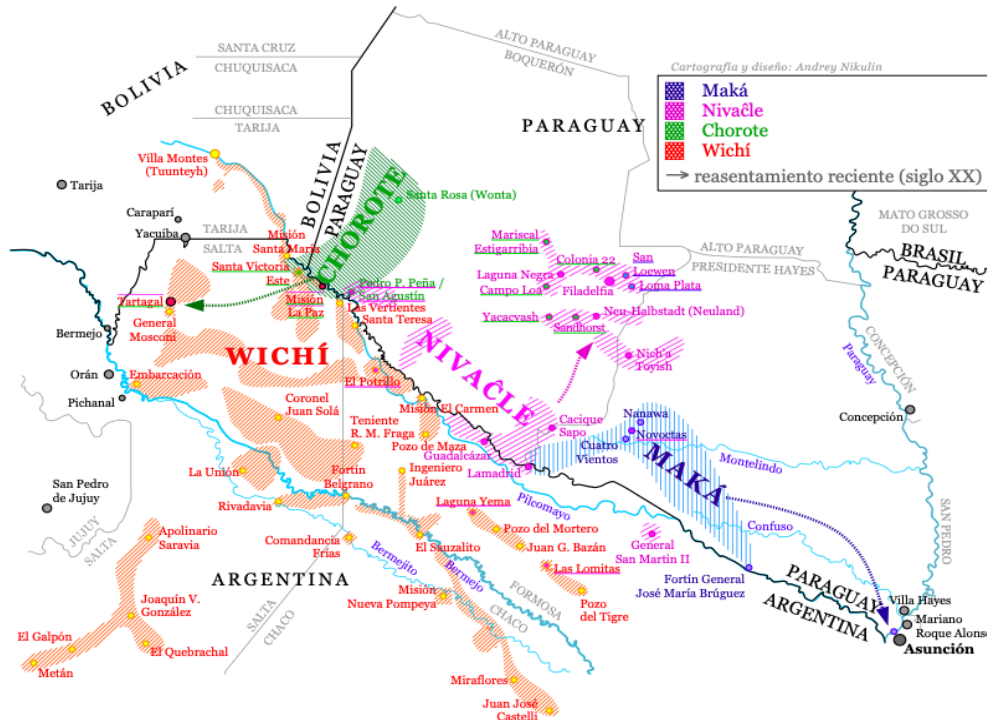 ALTO PARAGUAY
BOQUERÓN
SANTA CRUZ
CHUQUISACA
BOLIVIA
Cartografía y diseño: Andrey Nikulin
Maká
Nivaĉle
Chorote
Wichí
reasentamiento reciente (siglo XX)
CHUQUISACA
TARIJA
PARAGUAY
Villa Montes
(Tuunteyh)
BOLIVIA
PARAGUAY
Tarija
CHOROTE
Santa Rosa (Wonta)
Caraparí
Yacuiba
TARIJA
SALTA
Misión
Santa María
MATO GROSSO
DO SUL
Mariscal
Estigarribia
Colonia 22
San
Loewen
ALTO PARAGUAY
PRESIDENTE HAYES
BRASIL
PARAGUAY
Santa Victoria
Este
Laguna Negra
Campo Loa
Filadelfia
Loma Plata
Pedro P. Peña /
San Agustín
Tartagal
Misión
La Paz
Las Vertientes
Santa Teresa
General
Mosconi
Yacacvash
Sandhorst
Neu-Halbstadt (Neuland)
Bermejo
WICHÍ
NIVAĈLE
Nich'a
Toyish
Paraguay
CONCEPCIÓN
Orán
Embarcación
El Potrillo
Pichanal
Misión El Carmen
Coronel
Juan Solá
Teniente
R. M. Fraga
Pozo de Maza
Cacique
Sapo
Nanawa
Novoctas
Cuatro
Vientos
Concepción
Guadalcázar
Lamadrid
MAKÁ
Montelindo
La Unión
Fortín
Belgrano
Ingeniero
Juárez
San Pedro
de Jujuy
Rivadavia
Laguna Yema
Pilcomayo
Confuso
SAN PEDRO
JUJUY
SALTA
Apolinario
Saravia
Comandancia
Frías
El Sauzalito
Pozo del Mortero
Juan G. Bazán
General
San Martin II
Bermejito
Bermejo
Las Lomitas
ARGENTINA
Fortín General
José María Brúguez
PARAGUAY
ARGENTINA
Joaquín V.
González
SALTA
CHACO
Misión
Nueva Pompeya
FORMOSA
CHACO
Pozo
del Tigre
Villa Hayes
Mariano
Roque Alonso
Asunción
El Galpón
El Quebrachal
Metán
Miraflores
Juan José
Castelli